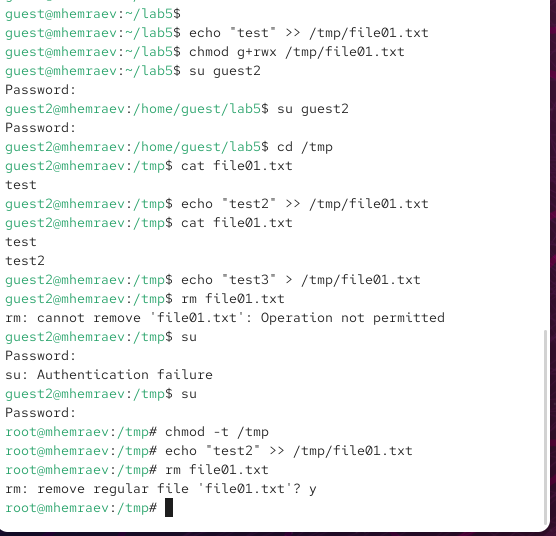 guest@mhemraev:~/lab5$
guest@mhemraev:~/lab5$ echo "test" >> /tmp/file01.txt
guest@mhemraev:~/lab5$ chmod g+rwx /tmp/file01.txt
guest@mhemraev:~/lab5$ su guest2
Password:
guest2@mhemraev:/home/guest/lab5$ su guest2
Password:
guest2@mhemraev:/home/guest/lab5$ cd /tmp
guest2@mhemraev:/tmp$ cat file01.txt
test
guest2@mhemraev:/tmp$ echo "test2" >> /tmp/file01.txt
guest2@mhemraev:/tmp$ cat file01.txt
test
test2
guest2@mhemraev:/tmp$ echo "test3" > /tmp/file01.txt
guest2@mhemraev:/tmp$ rm file01.txt
rm: cannot remove 'file01.txt': Operation not permitted
guest2@mhemraev:/tmp$ su
Password:
su: Authentication failure
guest2@mhemraev:/tmp$ su
Password:
root@mhemraev:/tmp# chmod -t /tmp
root@mhemraev:/tmp# echo "test2" >> /tmp/file01.txt
root@mhemraev:/tmp# rm file01.txt
rm: remove regular file 'file01.txt'? y
root@mhemraev:/tmp#